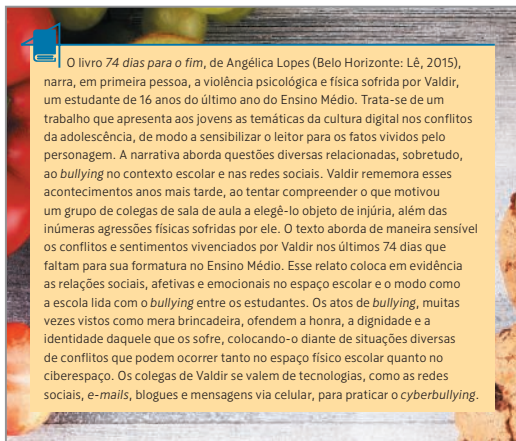 O livro 74 dias para o fim, de Angélica Lopes (Belo Horizonte: Lê, 2015),
narra, em primeira pessoa, a violência psicológica e física sofrida por Valdir,
um estudante de 16 anos do último ano do Ensino Médio. Trata-se de um
trabalho que apresenta aos jovens as temáticas da cultura digital nos conflitos
da adolescência, de modo a sensibilizar o leitor para os fatos vividos pelo
personagem. A narrativa aborda questões diversas relacionadas, sobretudo,
ao bullying no contexto escolar e nas redes sociais. Valdir rememora esses
acontecimentos anos mais tarde, ao tentar compreender o que motivou
um grupo de colegas de sala de aula a elegê-lo objeto de injúria, além das
inúmeras agressões físicas sofridas por ele. O texto aborda de maneira sensível
os conflitos e sentimentos vivenciados por Valdir nos últimos 74 dias que
faltam para sua formatura no Ensino Médio. Esse relato coloca em evidência
as relações sociais, afetivas e emocionais no espaço escolar e o modo como
a escola lida com o bullying entre os estudantes. Os atos de bullying, muitas
vezes vistos como mera brincadeira, ofendem a honra, a dignidade e a
identidade daquele que os sofre, colocando-o diante de situações diversas
de conflitos que podem ocorrer tanto no espaço físico escolar quanto no
ciberespaço. Os colegas de Valdir se valem de tecnologias, como as redes
sociais, e-mails, blogues e mensagens via celular, para praticar o cyberbullying.